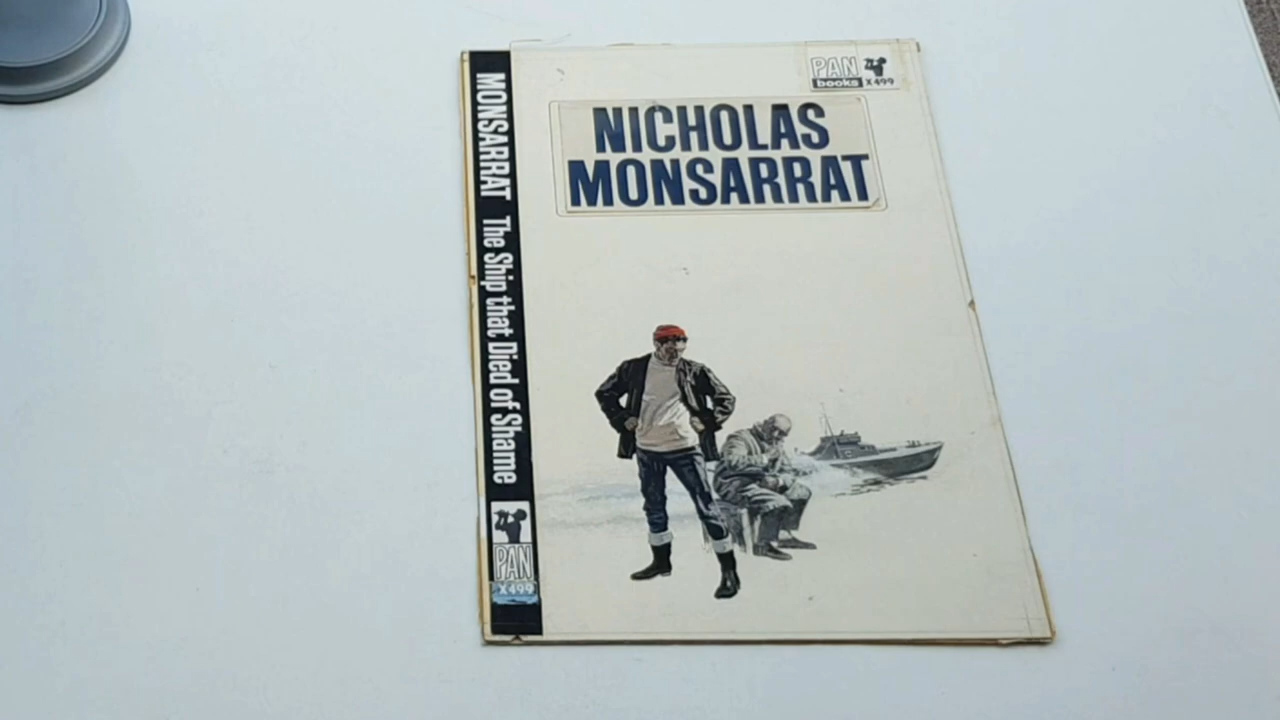 MONSARRAT The Ship that Died of Shame
PAN
X499
PAN
books X499
NICHOLAS
MONSARRAT